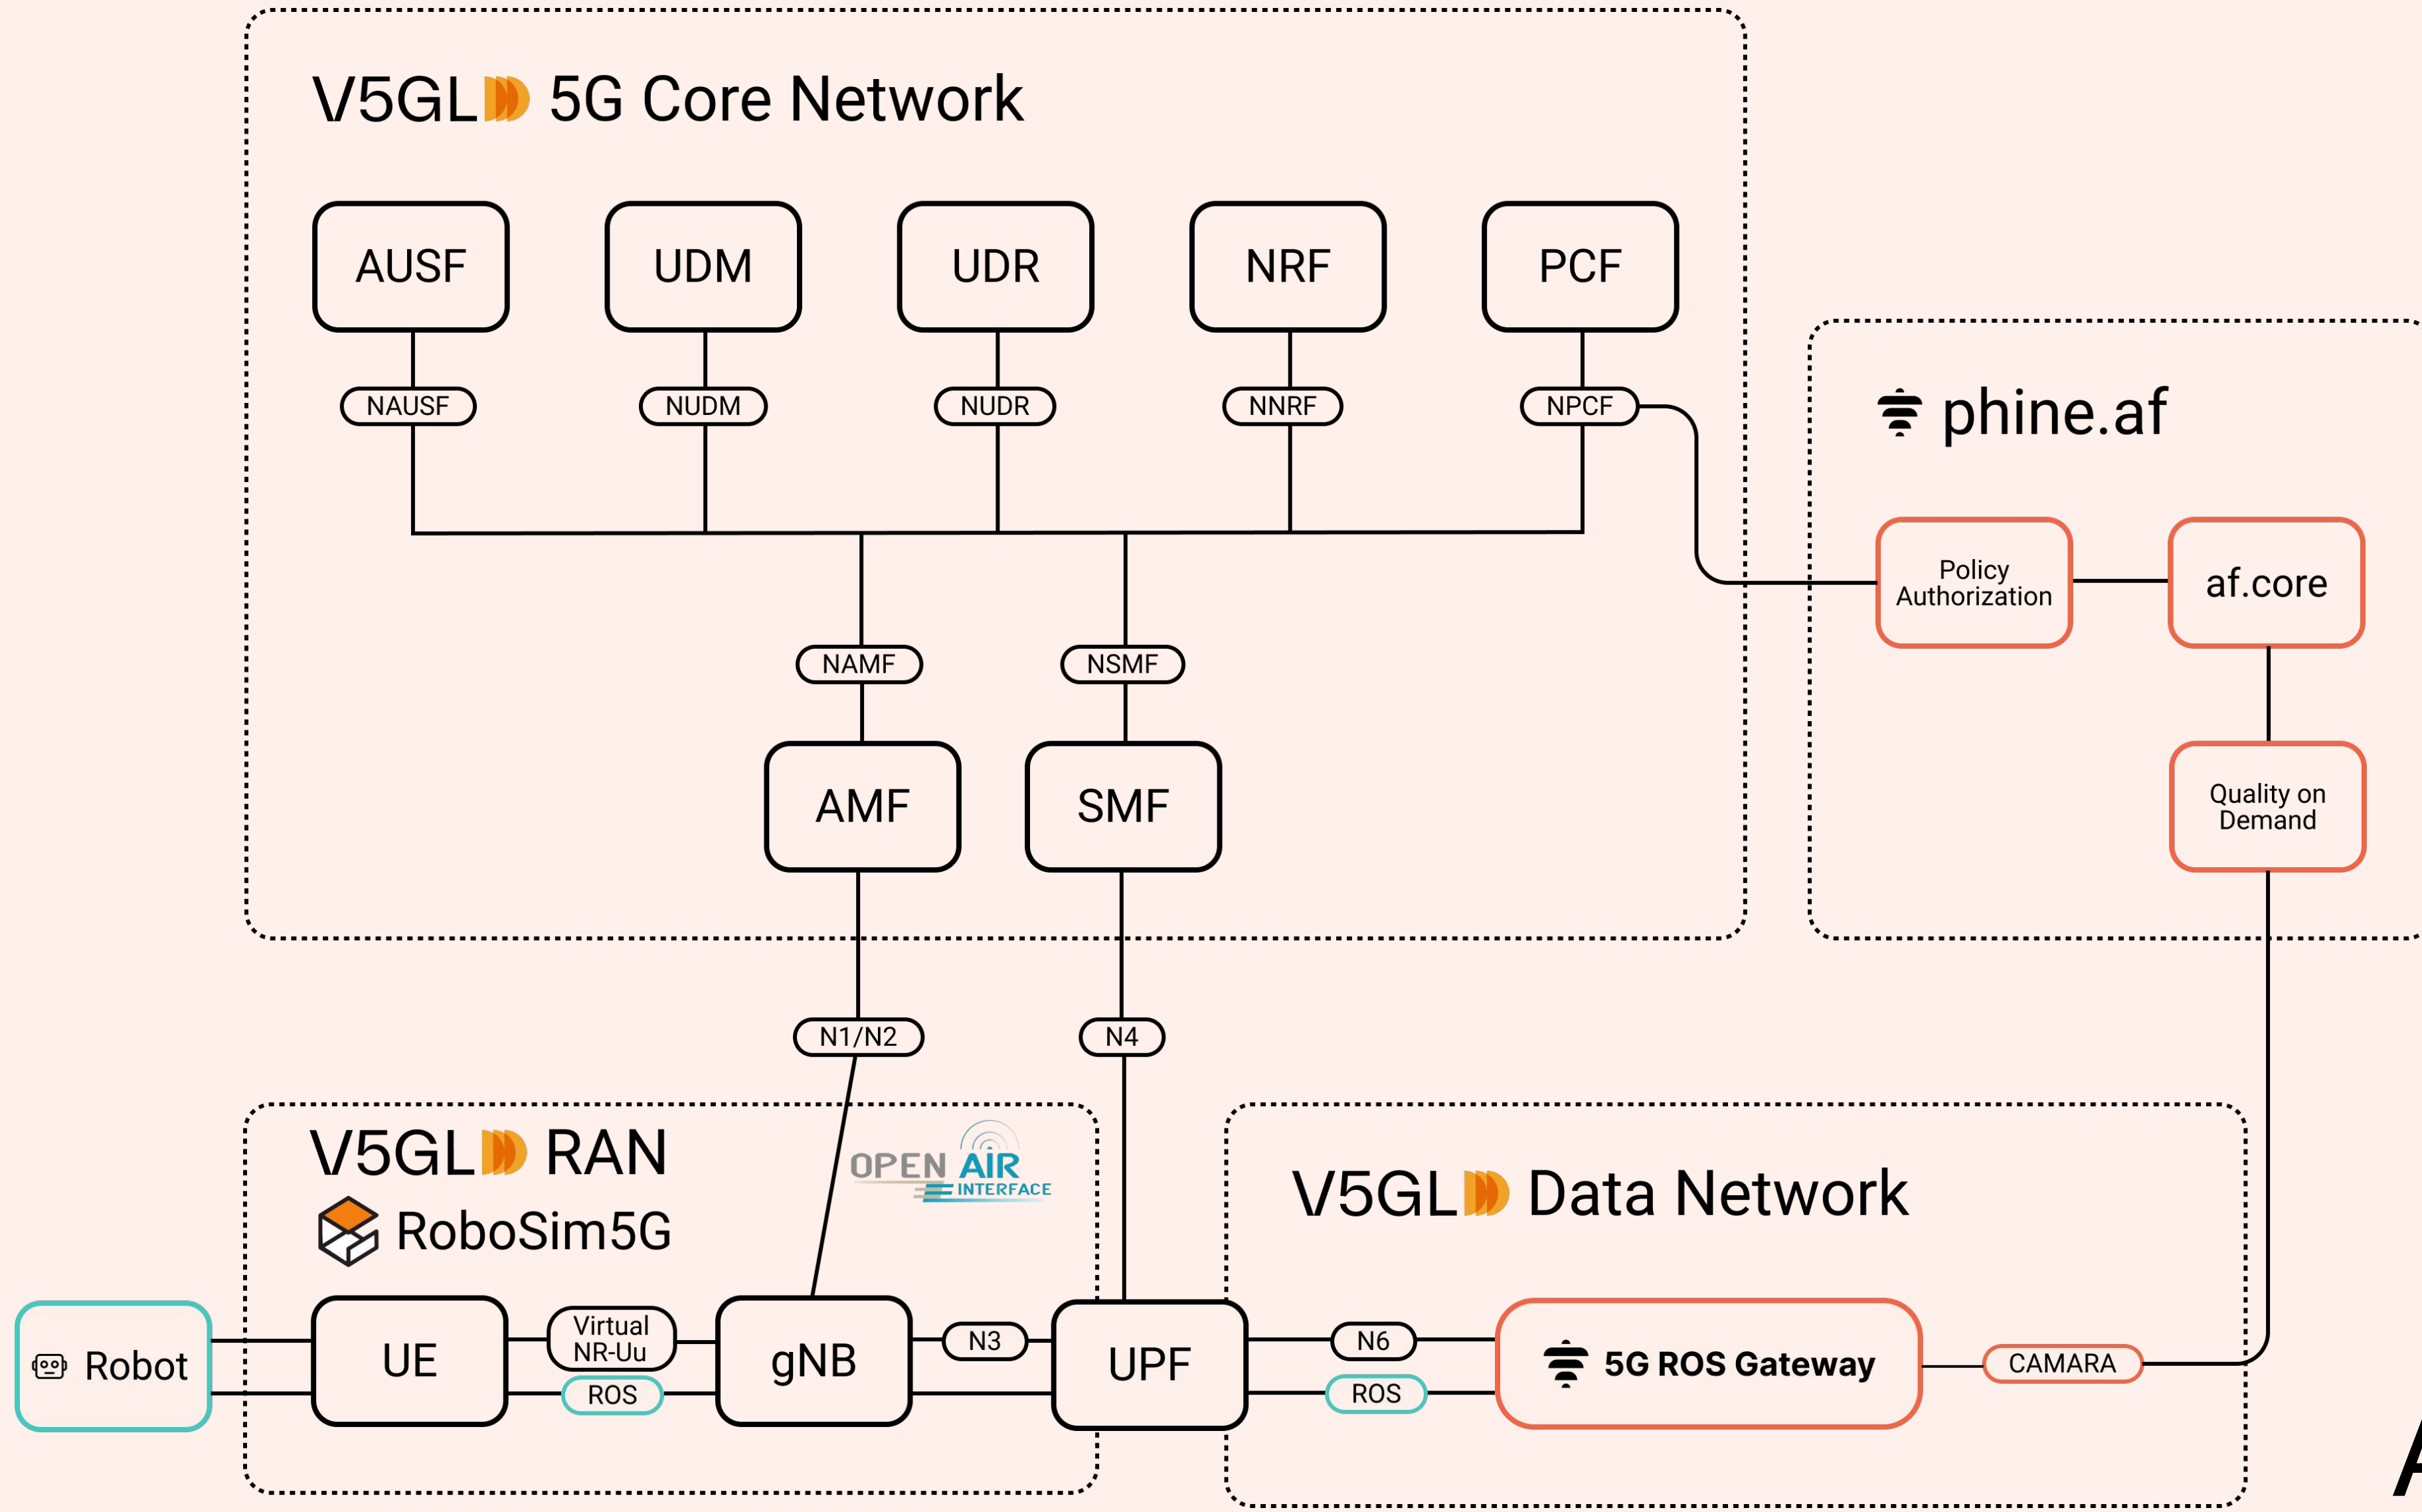 V5GL 5G Core Network
AUSF
UDM
UDR
NRF
PCF
NAUSF
NUDM
NUDR
NNRF
NPCF
phine.af
Policy
Authorization
af.core
NAMF
NSMF
AMF
SMF
Quality on
Demand
N1/N2
N4
V5GL RAN
OPEN AIR
INTERFACE
RoboSim5G
V5GL Data Network
Robot
UE
Virtual
NR-Uu
ROS
gNB
N3
UPF
N6
ROS
5G ROS Gateway
CAMARA